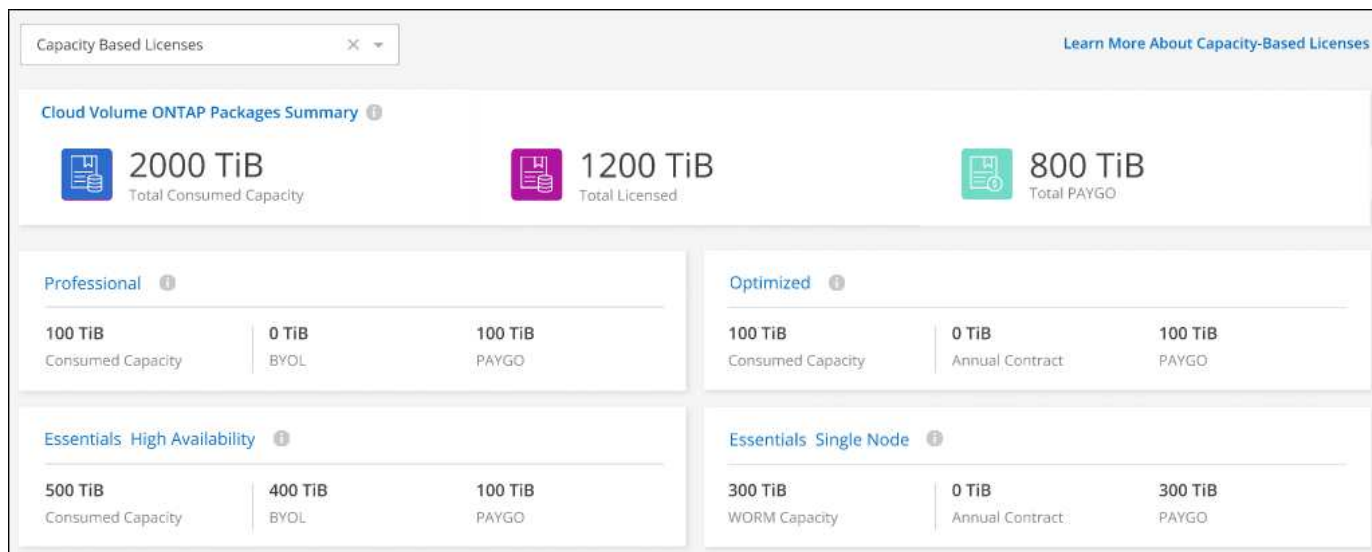 Capacity Based Licenses
Learn More About Capacity-Based Licenses
Cloud Volume ONTAP Packages Summary
2000 TiB
Total Consumed Capacity
1200 TiB
Total Licensed
800 TiB
Total PAYGO
Professional
100 TiB
Consumed Capacity
0 TiB
BYOL
100 TiB
PAYGO
Optimized
100 TiB
Consumed Capacity
0 TiB
Annual Contract
100 TiB
PAYGO
Essentials High Availability
500 TiB
Consumed Capacity
400 TiB
BYOL
100 TiB
PAYGO
Essentials Single Node
300 TiB
WORM Capacity
0 TiB
Annual Contract
300 TiB
PAYGO